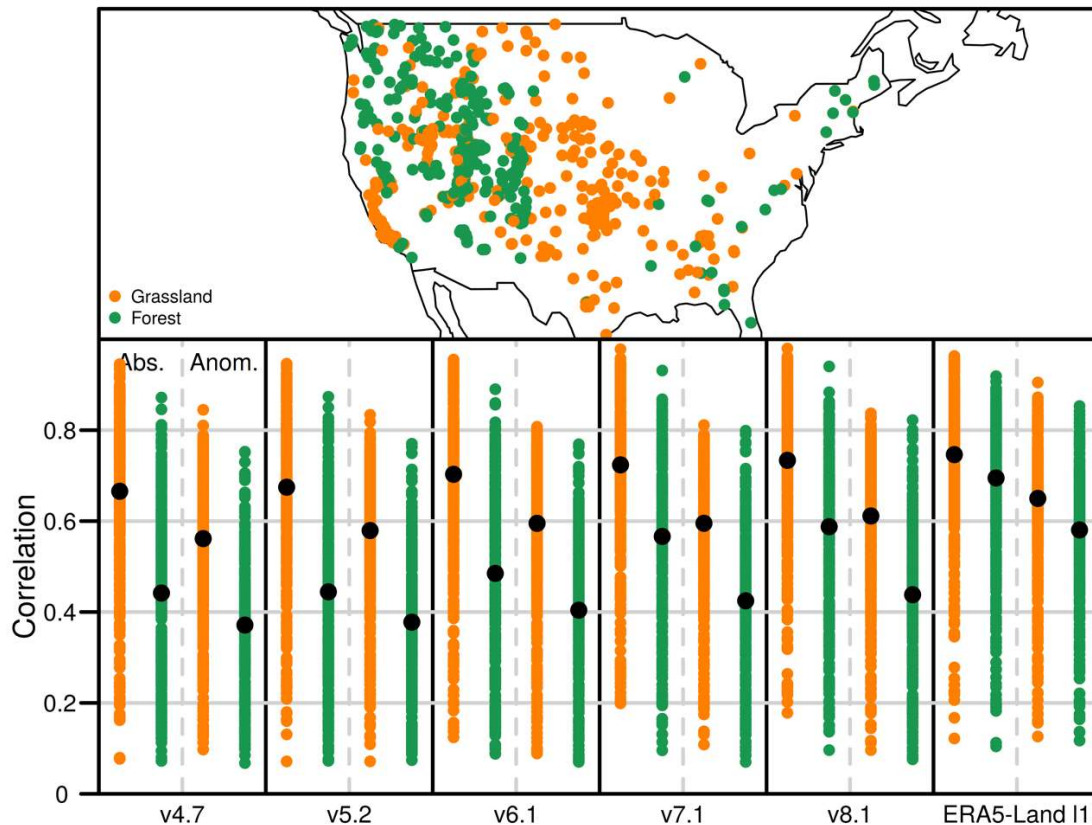 Grassland
Forest
Abs. Anom.
0.8
0.6
0.4
0.2
0
Correlation
v4.7 v5.2 v6.1 v7.1 v8.1 ERA5-Land l1